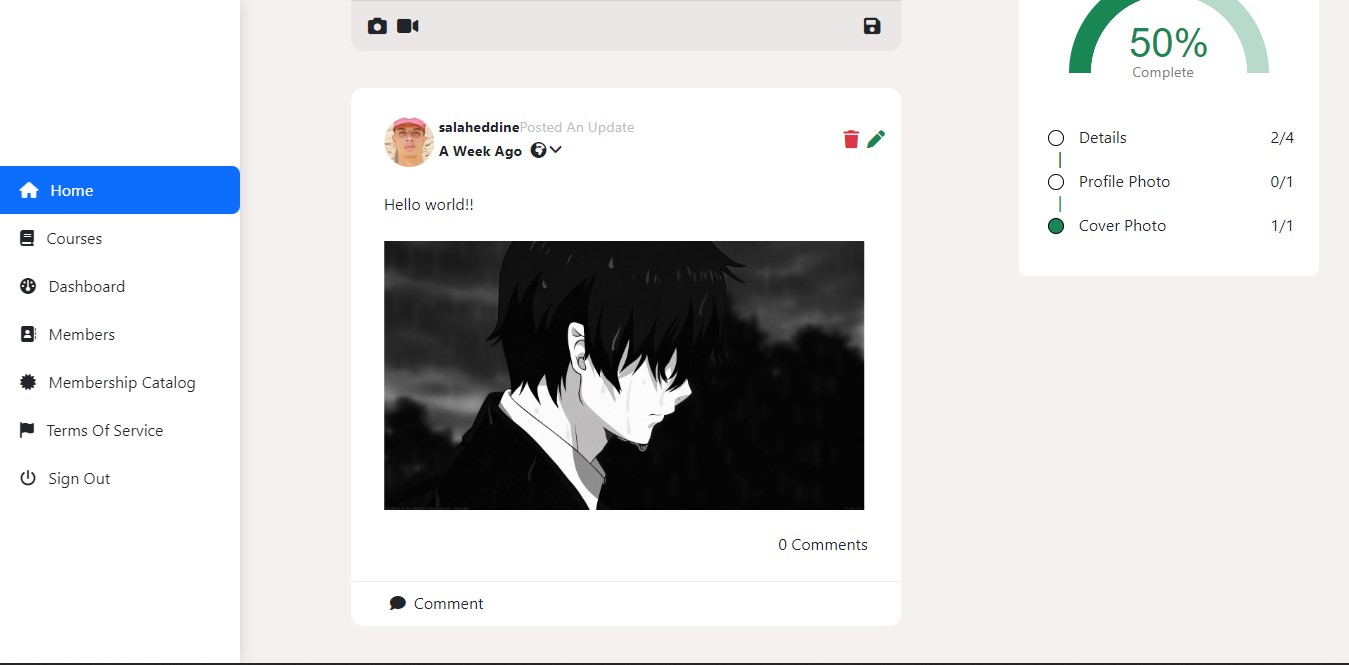 Home
Courses
Dashboard
Members
Membership Catalog
Terms Of Service
Sign Out
salaheddinePosted An Update
A Week Ago
Hello world!!
0 Comments
Comment
50%
Complete
Details 2/4
Profile Photo 0/1
Cover Photo 1/1